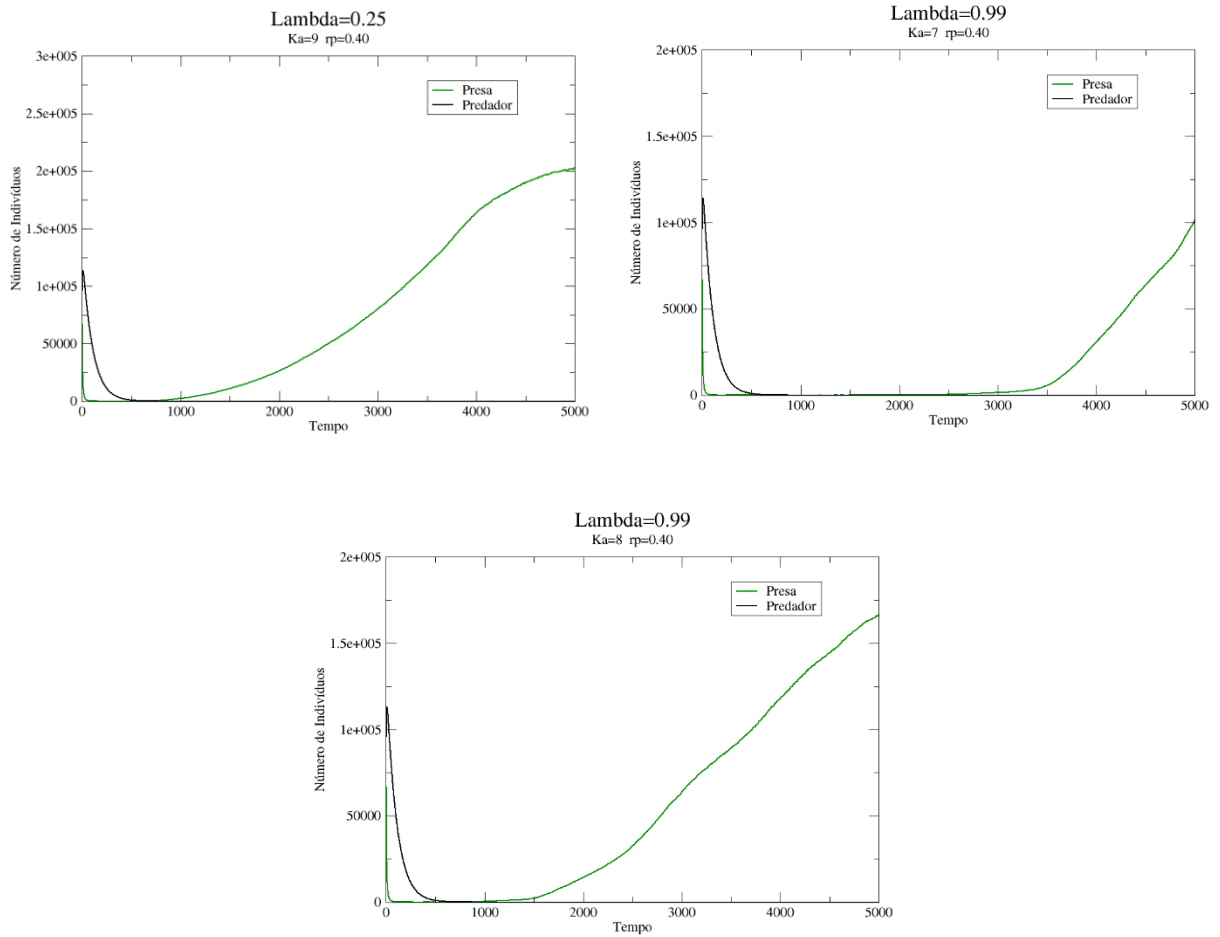 Lambda=0.25
Ka=9 rp=0.40
3e+005
2.5e+005
2e+005
1.5e+005
1e+005
50000
0
Número de Indivíduos
Presa
Predador
0 1000 2000 3000 4000 5000
Tempo
Lambda=0.99
Ka=7 rp=0.40
2e+005
1.5e+005
1e+005
50000
0
Número de Indivíduos
Presa
Predador
0 1000 2000 3000 4000 5000
Tempo
Lambda=0.99
Ka=8 rp=0.40
2e+005
1.5e+005
1e+005
50000
0
Número de Indivíduos
Presa
Predador
0 1000 2000 3000 4000 5000
Tempo